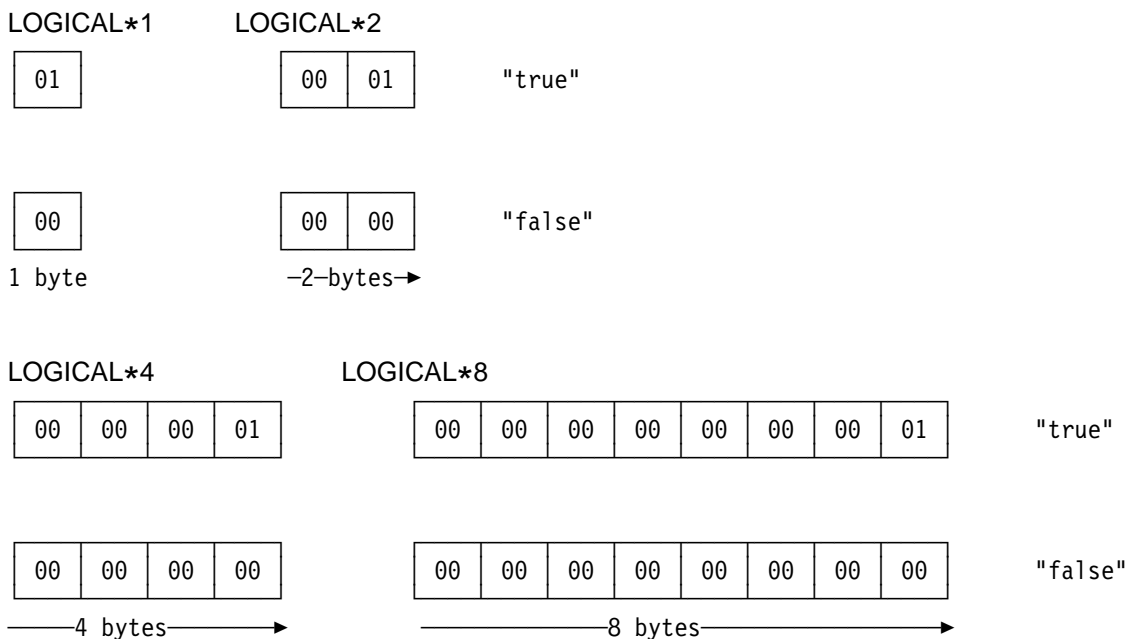 LOGICAL*1 LOGICAL*2
01 00 01 "true"
00 00 00 "false"
1 byte 2 bytes
LOGICAL*4 LOGICAL*8
00 00 00 01 00 00 00 00 00 00 00 01 "true"
00 00 00 00 00 00 00 00 00 00 00 00 "false"
4 bytes 8 bytes